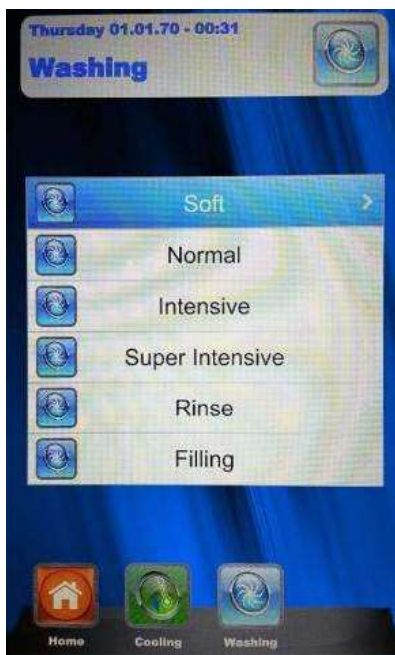 Thursday 01.01.70 - 00:31
Washing
Soft
Normal
Intensive
Super Intensive
Rinse
Filling
Home
Cooling
Washing